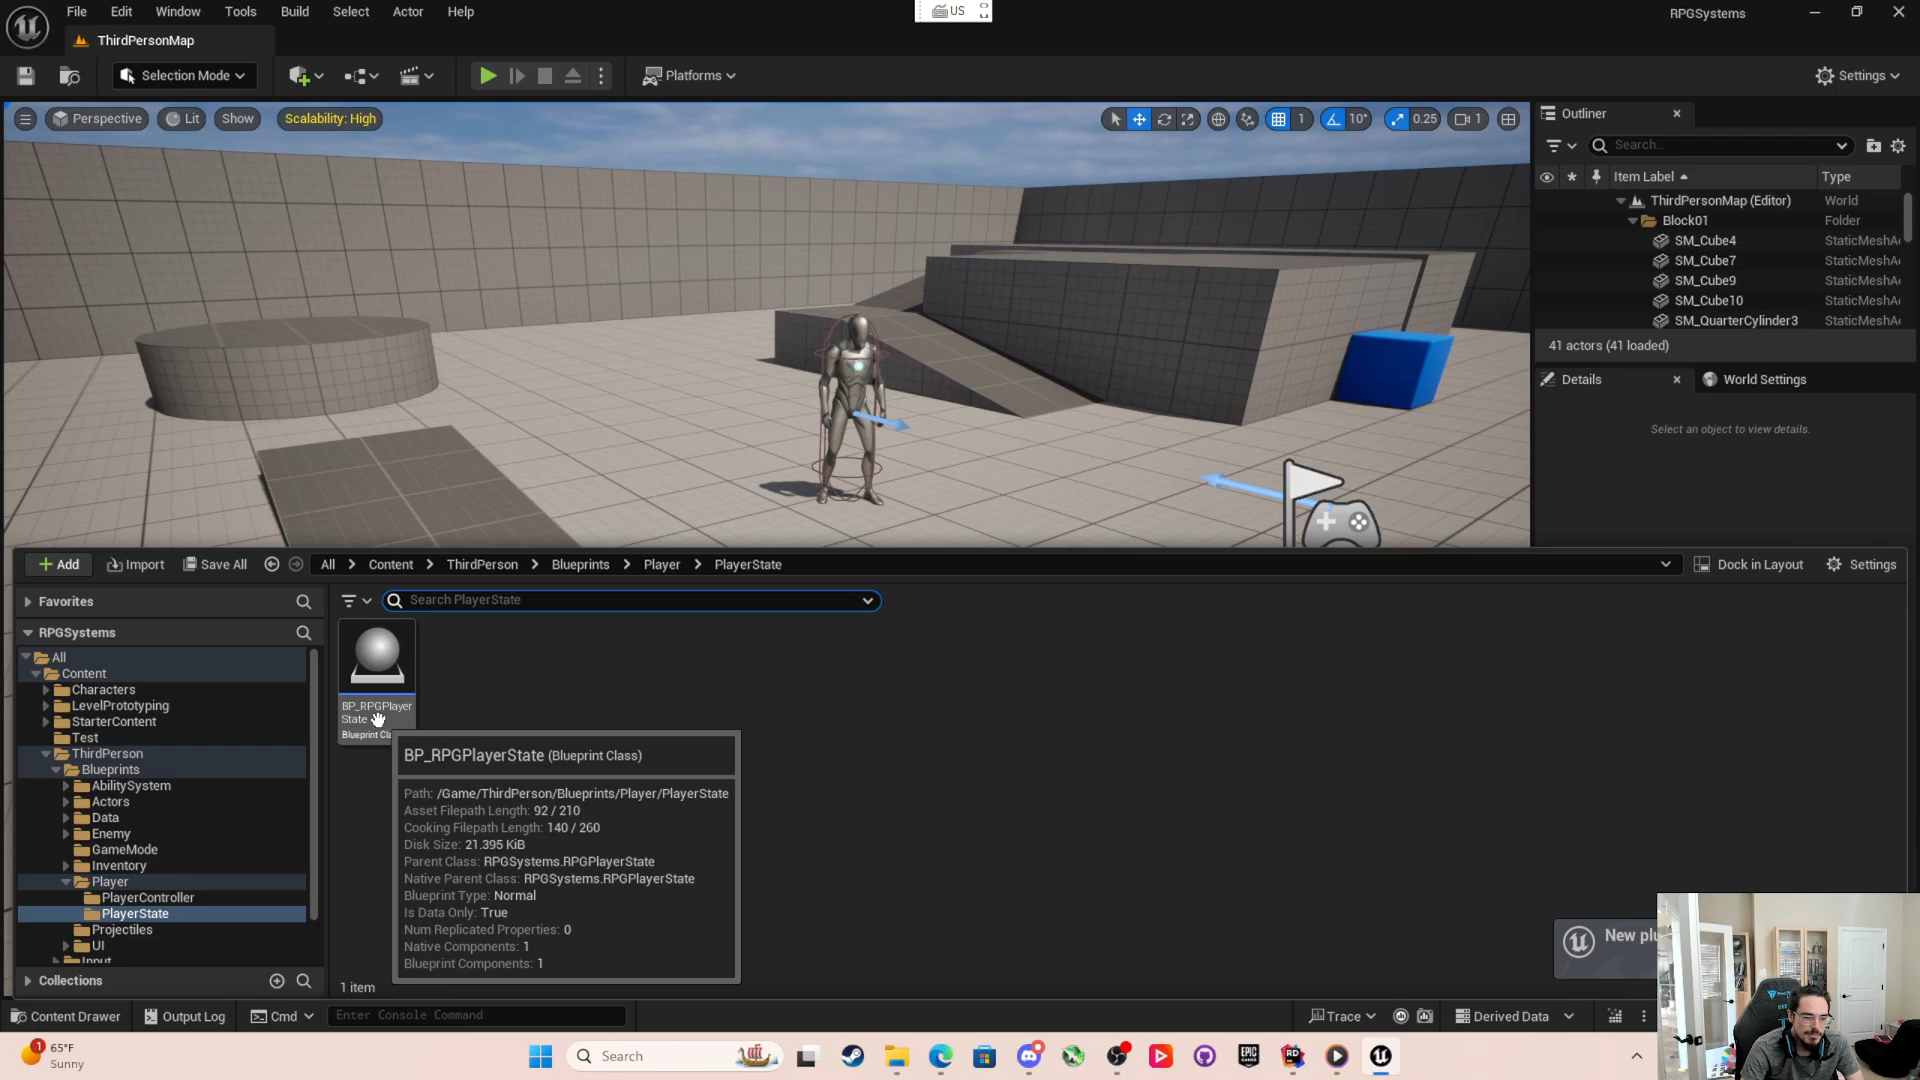 File Edit Window Tools Build Select Actor Help
US
RPGSystems
ThirdPersonMap
Selection Mode
Platforms
Settings
Perspective Lit Show Scalability: High
1 10° 0.25 1
Outliner
Search...
Item Label Type
ThirdPersonMap (Editor) World
Block01 Folder
SM_Cube4 StaticMeshA
SM_Cube7 StaticMeshA
SM_Cube9 StaticMeshA
SM_Cube10 StaticMeshA
SM_QuarterCylinder3 StaticMeshA
41 actors (41 loaded)
Details World Settings
Select an object to view details.
Add Import Save All All Content ThirdPerson Blueprints Player PlayerState Dock in Layout Settings
Favorites
Search PlayerState
RPGSystems
All
Content
Characters
LevelPrototyping
StarterContent
Test
ThirdPerson
Blueprints
AbilitySystem
Actors
Data
Enemy
GameMode
Inventory
Player
PlayerController
PlayerState
Projectiles
UI
Input
Collections
BP_RPGPlayer
State
Blueprint Cla
BP_RPGPlayerState (Blueprint Class)
Path: /Game/ThirdPerson/Blueprints/Player/PlayerState
Asset Filepath Length: 92 / 210
Cooking Filepath Length: 140 / 260
Disk Size: 21.395 KiB
Parent Class: RPGSystems.RPGPlayerState
Native Parent Class: RPGSystems.RPGPlayerState
Blueprint Type: Normal
Is Data Only: True
Num Replicated Properties: 0
Native Components: 1
Blueprint Components: 1
1 item
New plu
Content Drawer Output Log Cmd Enter Console Command Trace Derived Data
1 65°F
Sunny
Search
EPIC
GAMES
RD